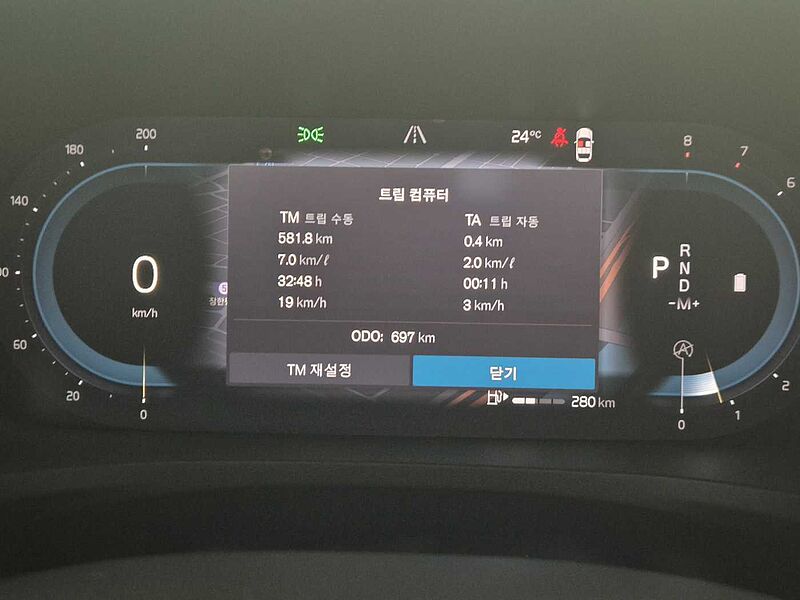 200
180
140
60
20
0
24°C
8
7
6
2
1
0
트립 컴퓨터
TM 트립 수동
581.8 km
7.0 km/ℓ
32:48 h
19 km/h
TA 트립 자동
0.4 km
2.0 km/ℓ
00:11 h
3 km/h
ODO: 697 km
TM 재설정
닫기
0
km/h
P
R
N
D
-M+
A
280 km